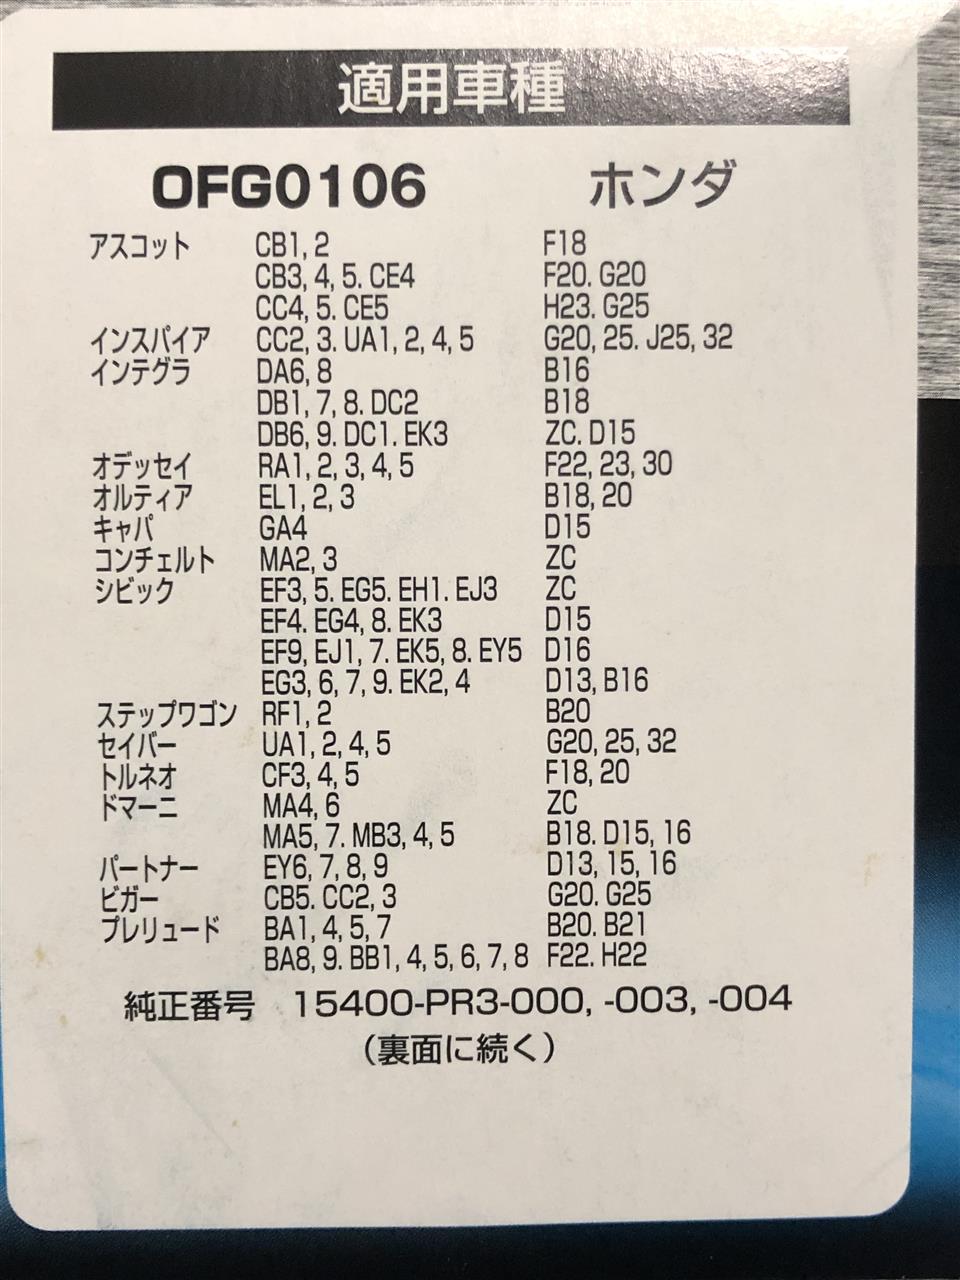 適用車種
OFG0106 ホンダ
アスコット CB1, 2 F18
CB3, 4, 5. CE4 F20. G20
CC4, 5. CE5 H23. G25
インスパイア CC2, 3. UA1, 2, 4, 5 G20, 25. J25, 32
インテグラ DA6, 8 B16
DB1, 7, 8. DC2 B18
DB6, 9. DC1. EK3 ZC. D15
オデッセイ RA1, 2, 3, 4, 5 F22, 23, 30
オルティア EL1, 2, 3 B18, 20
キャパ GA4 D15
コンチェルト MA2, 3 ZC
シビック EF3, 5. EG5. EH1. EJ3 ZC
EF4. EG4, 8. EK3 D15
EF9, EJ1, 7. EK5, 8. EY5 D16
EG3, 6, 7, 9. EK2, 4 D13, B16
ステップワゴン RF1, 2 B20
セイバー UA1, 2, 4, 5 G20, 25, 32
トルネオ CF3, 4, 5 F18, 20
ドマーニ MA4, 6 ZC
MA5, 7. MB3, 4, 5 B18. D15, 16
パートナー EY6, 7, 8, 9 D13, 15, 16
ビガー CB5. CC2, 3 G20. G25
プレリュード BA1, 4, 5, 7 B20. B21
BA8, 9. BB1, 4, 5, 6, 7, 8 F22. H22
純正番号 15400-PR3-000, -003, -004
（裏面に続く）